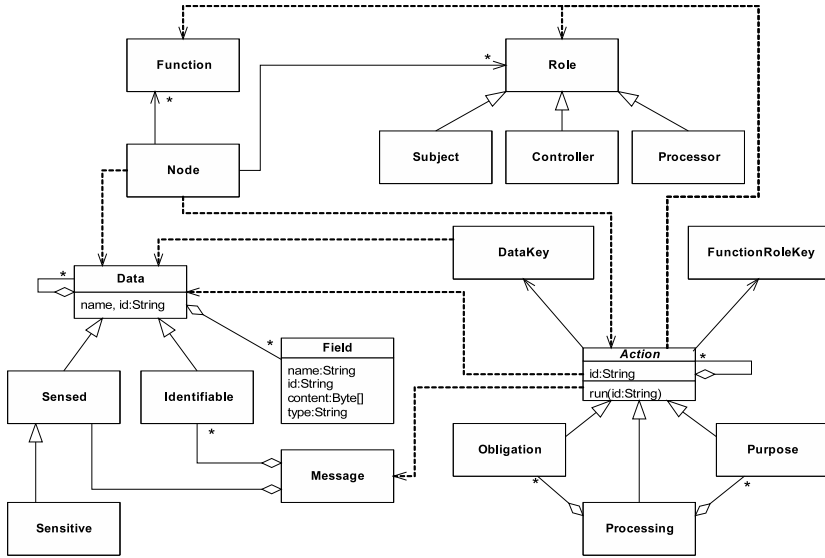 Function
Role
*
*
Subject
Controller
Processor
Node
DataKey
FunctionRoleKey
*
Data
name, id:String
*
Field
name:String
id:String
content:Byte[]
type:String
Action
*
id:String
run(id:String)
Sensed
Identifiable
*
Obligation
Purpose
Message
*
*
Sensitive
Processing